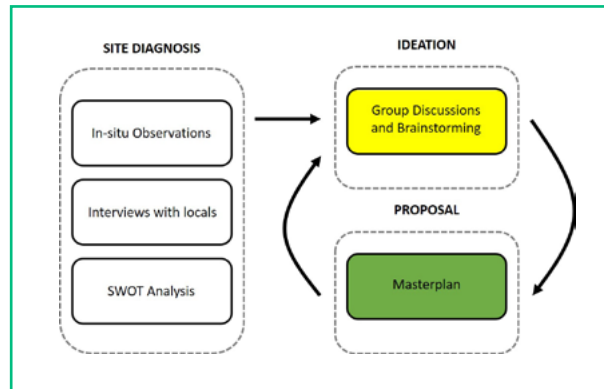 SITE DIAGNOSIS
In-situ Observations
Interviews with locals
SWOT Analysis
IDEATION
Group Discussions
and Brainstorming
PROPOSAL
Masterplan